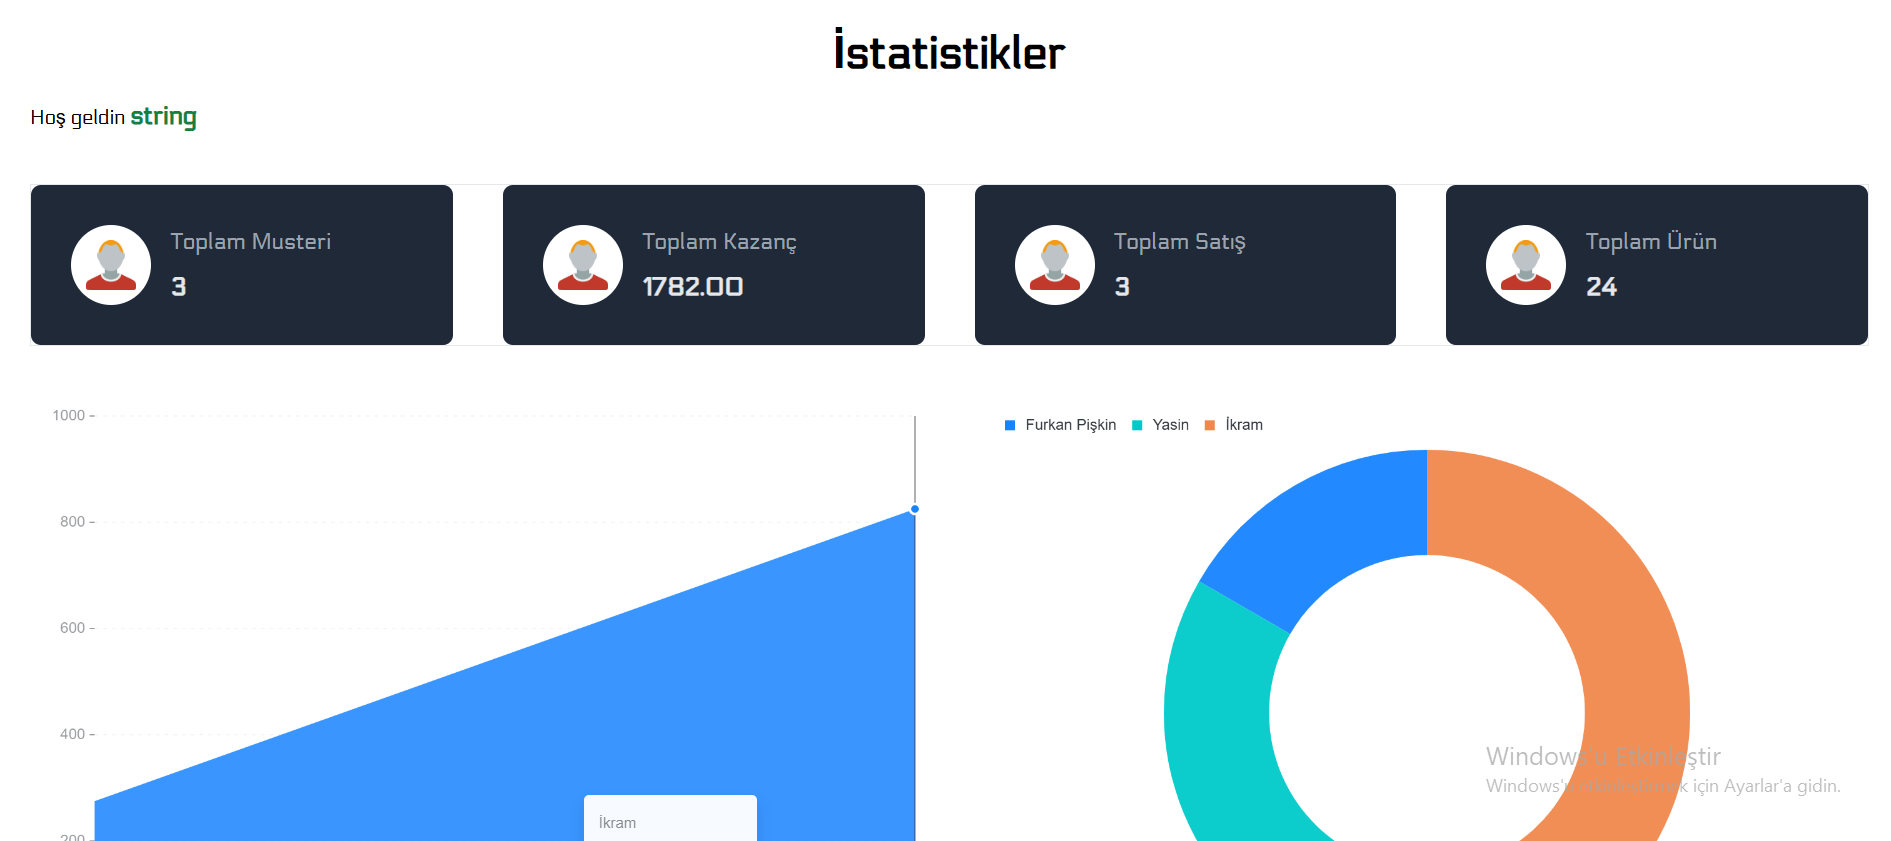 İstatistikler
Hoş geldin string
Toplam Musteri
3
Toplam Kazanç
1782.00
Toplam Satış
3
Toplam Ürün
24
1000
800
600
400
200
İkram
Furkan Pişkin
Yasin
İkram
Windows'u Etkinleştir
Windows'u etkinleştirmek için Ayarlar'a gidin.